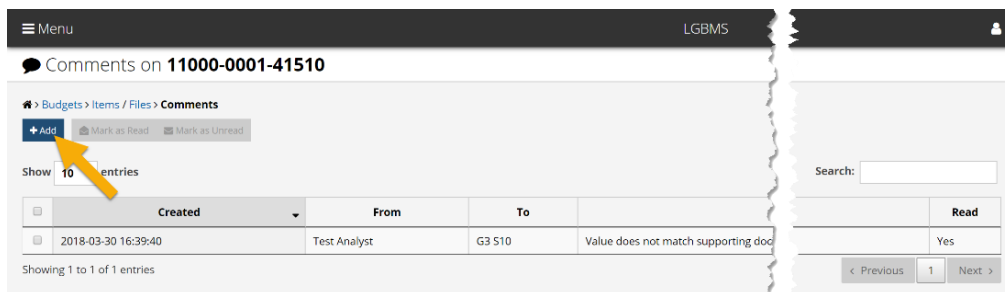 Menu LGBMS
Comments on 11000-0001-41510
> Budgets > Items / Files > Comments
+ Add Mark as Read Mark as Unread
Show 10 entries Search:
Created From To Read
2018-03-30 16:39:40 Test Analyst G3 S10 Value does not match supporting Yes
Showing 1 to 1 of 1 entries < Previous 1 Next >